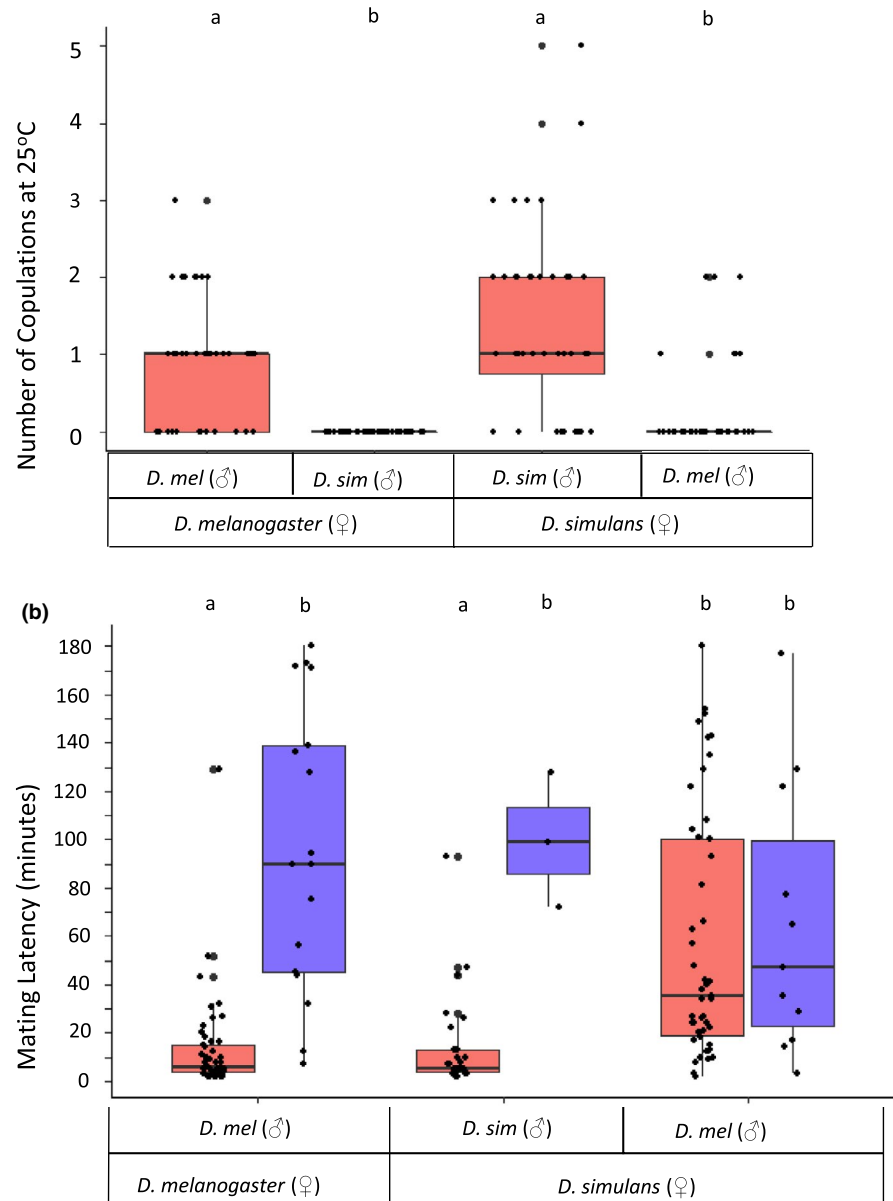 a b a b
Number of Copulations at 25°C
5
4
3
2
1
0
D. mel (♂) D. sim (♂) D. sim (♂) D. mel (♂)
D. melanogaster (♀) D. simulans (♀)
(b)
a b a b b b
Mating Latency (minutes)
180
160
140
120
100
80
60
40
20
0
D. mel (♂) D. sim (♂) D. mel (♂)
D. melanogaster (♀) D. simulans (♀)